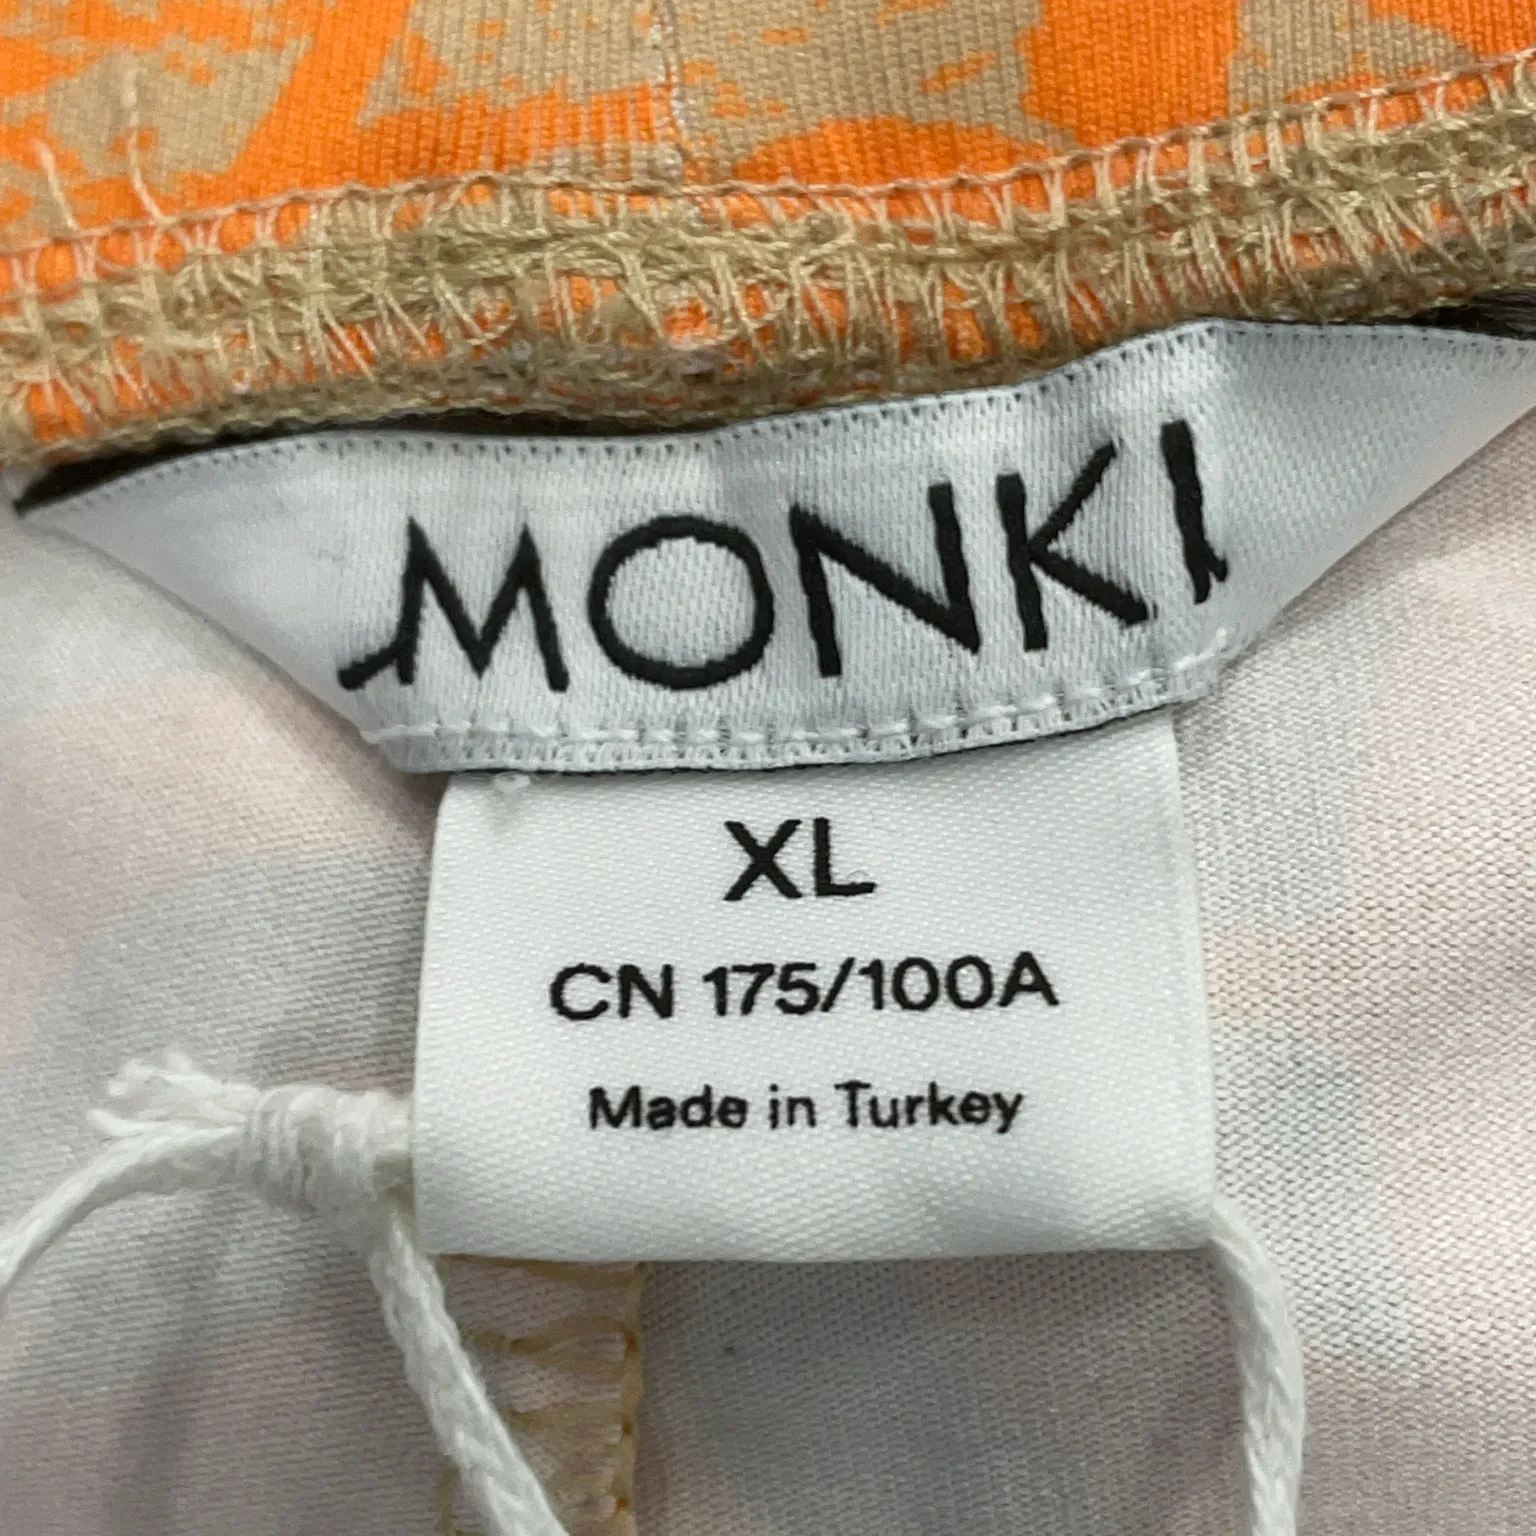 MONKI
XL
CN 175/100A
Made in Turkey